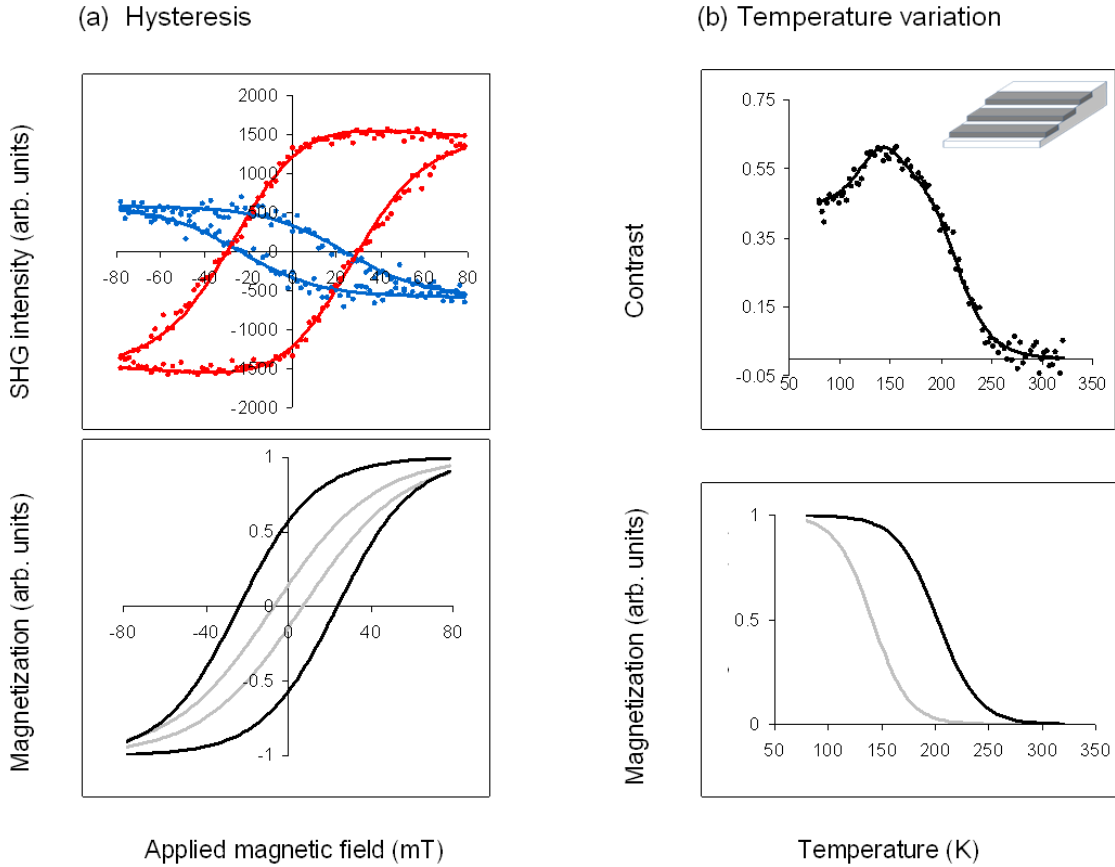 (a) Hysteresis
(b) Temperature variation
SHG intensity (arb. units)
2000
1500
1000
500
0
-80 -60 -40 -20 0 20 40 60 80
-500
-1000
-1500
-2000
Contrast
0.75
0.55
0.35
0.15
-0.05
50 100 150 200 250 300 350
Magnetization (arb. units)
1
0.5
0
-80 -40 0 40 80
-0.5
-1
Applied magnetic field (mT)
Magnetization (arb. units)
1
0.5
0
50 100 150 200 250 300 350
Temperature (K)